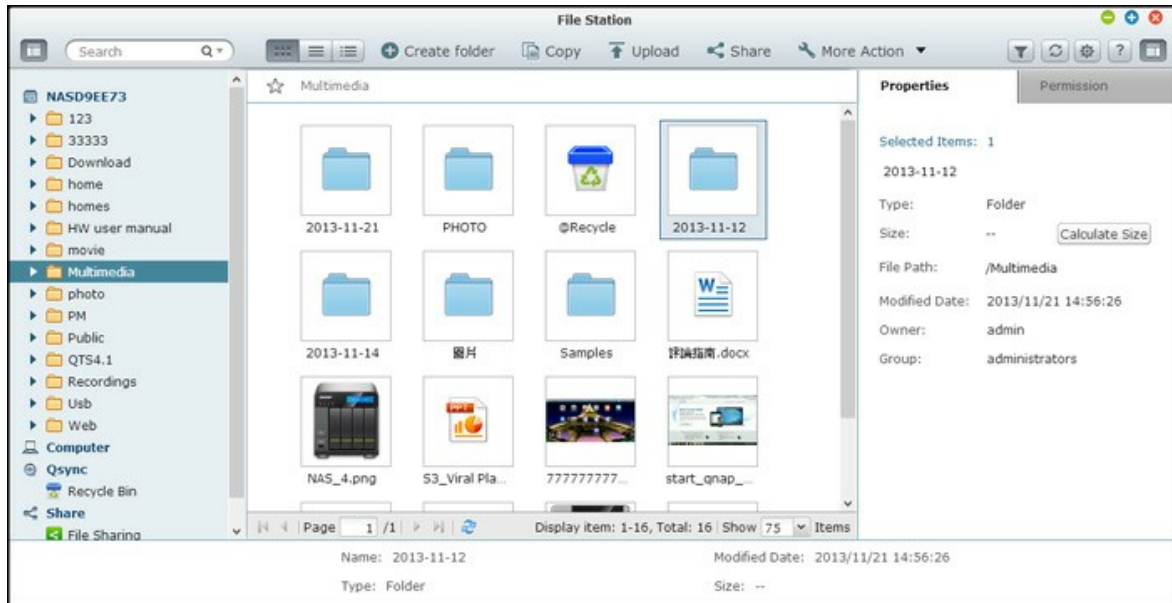 File Station
Search
Create folder
Copy
Upload
Share
More Action
?
NASD9EE73
123
33333
Download
home
homes
HW user manual
movie
Multimedia
photo
PM
Public
QTS4.1
Recordings
Usb
Web
Computer
Qsync
Recycle Bin
Share
File Sharing
Multimedia
2013-11-21
PHOTO
@Recycle
2013-11-12
2013-11-14
圖片
Samples
W
評論指南.docx
PPT
NAS_4.png
S3_Viral Pla...
777777777...
start_qnap_...
Page 1 /1
Display item: 1-16, Total: 16 Show 75 Items
Properties
Permission
Selected Items: 1
2013-11-12
Type: Folder
Size: -- Calculate Size
File Path: /Multimedia
Modified Date: 2013/11/21 14:56:26
Owner: admin
Group: administrators
Name: 2013-11-12
Modified Date: 2013/11/21 14:56:26
Type: Folder
Size: --